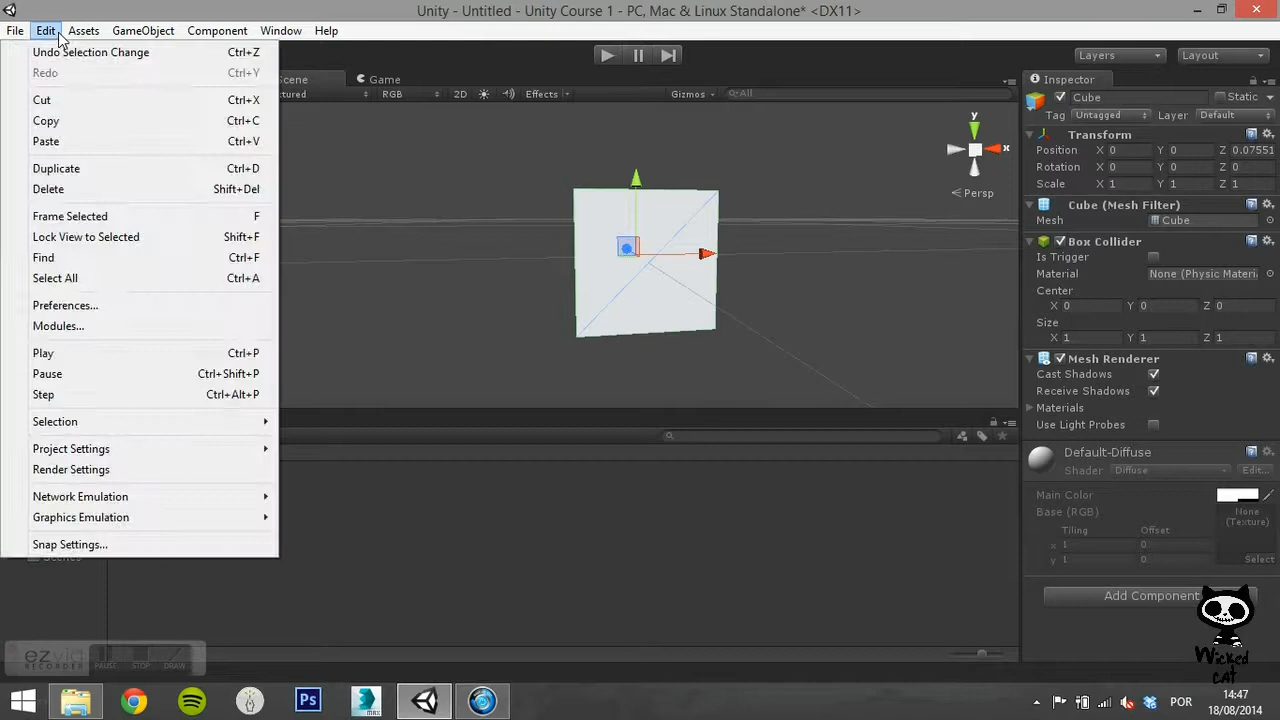 Unity - Untitled - Unity Course 1 - PC, Mac & Linux Standalone* <DX11>
File Edit Assets GameObject Component Window Help
Undo Selection Change Ctrl+Z
Redo Ctrl+Y
Cut Ctrl+X
Copy Ctrl+C
Paste Ctrl+V
Duplicate Ctrl+D
Delete Shift+Del
Frame Selected F
Lock View to Selected Shift+F
Find Ctrl+F
Select All Ctrl+A
Preferences...
Modules...
Play Ctrl+P
Pause Ctrl+Shift+P
Step Ctrl+Alt+P
Selection
Project Settings
Render Settings
Network Emulation
Graphics Emulation
Snap Settings...
Layers Layout
Game
RGB 2D Effects Gizmos All
y
x
Persp
Inspector
Cube Static
Tag Untagged Layer Default
Transform
Position X 0 Y 0 Z 0.07551
Rotation X 0 Y 0 Z 0
Scale X 1 Y 1 Z 1
Cube (Mesh Filter)
Mesh Cube
Box Collider
Is Trigger
Material None (Physic Materi
Center
X 0 Y 0 Z 0
Size
X 1 Y 1 Z 1
Mesh Renderer
Cast Shadows
Receive Shadows
Materials
Use Light Probes
Default-Diffuse
Shader Diffuse Edit...
Main Color
Base (RGB) None
(Texture)
Tiling Offset
x 1 0
y 1 0 Select
Add Component
Wicked
cat
RECORDER PAUSE STOP DRAW
Ps
MAX
POR
14:47
18/08/2014